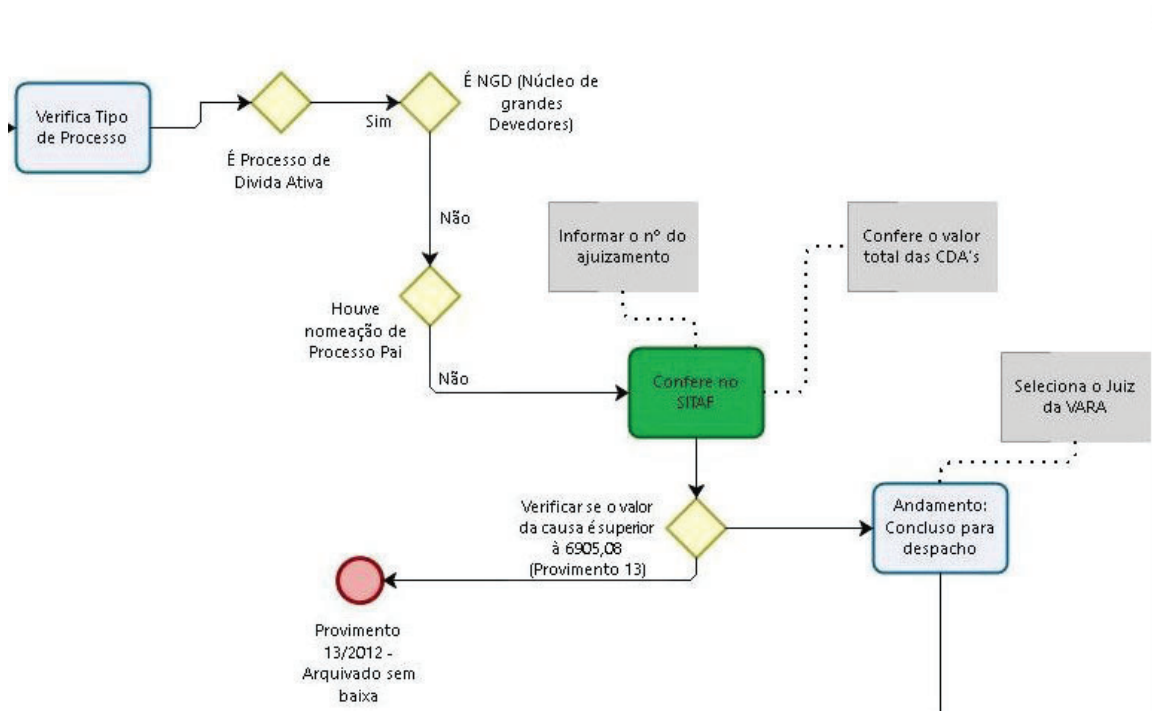 Verifica Tipo
de Processo
É Processo de
Divida Ativa
Sim
É NGD (Núcleo de
grandes
Devedores)
Não
Houve
nomeação de
Processo Pai
Não
Informar o nº do
ajuizamento
Confere o valor
total das CDA's
Confere no
SITAF
Seleciona o Juiz
da VARA
Verificar se o valor
da causa é superior
à 6905,08
(Provimento 13)
Andamento:
Concluso para
despacho
Provimento
13/2012 -
Arquivado sem
baixa